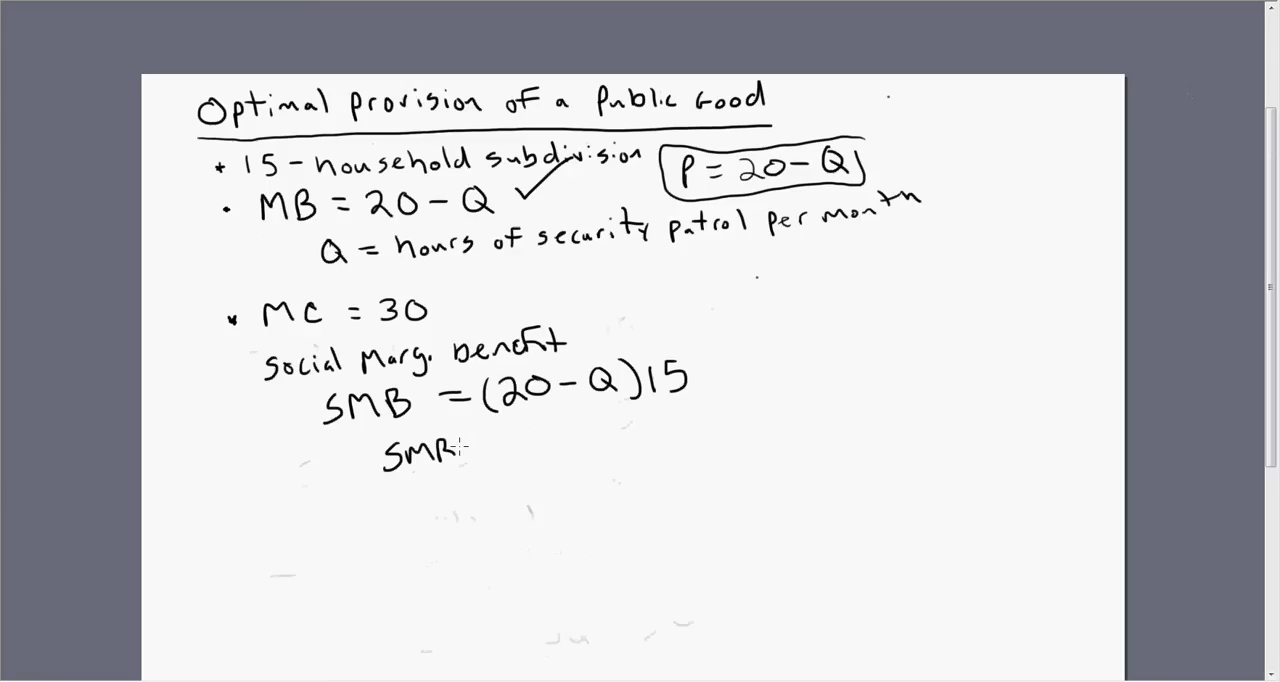 Optimal provision of a Public Good
* 15-household subdivision P = 20 - Q
• MB = 20 - Q ✓
Q = hours of security patrol per month
* MC = 30
Social Marg. benefit
SMB = (20 - Q)15
SMB